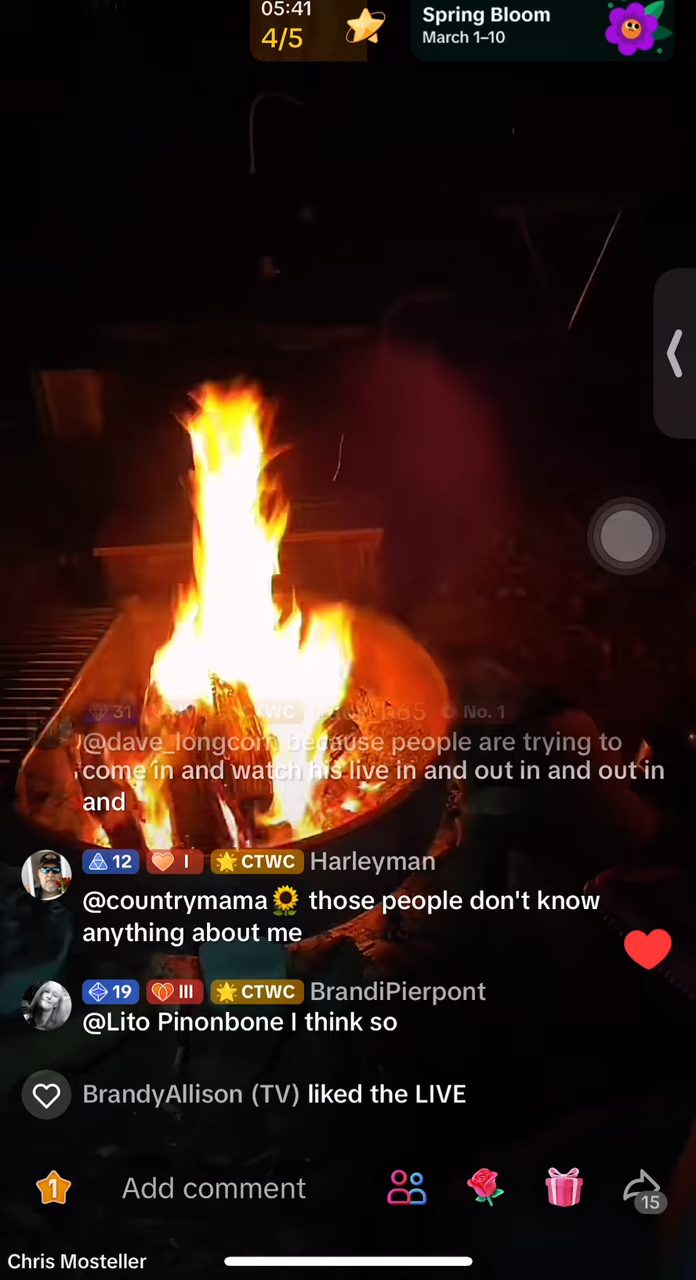 05:41
4/5
Spring Bloom
March 1–10
31 CTWC No. 1
@dave_longcorn because people are trying to
come in and watch his live in and out in and out in
and
12 I CTWC Harleyman
@countrymama🌻 those people don't know
anything about me
19 III CTWC BrandiPierpont
@Lito Pinonbone I think so
BrandyAllison (TV) liked the LIVE
1 Add comment
15
Chris Mosteller